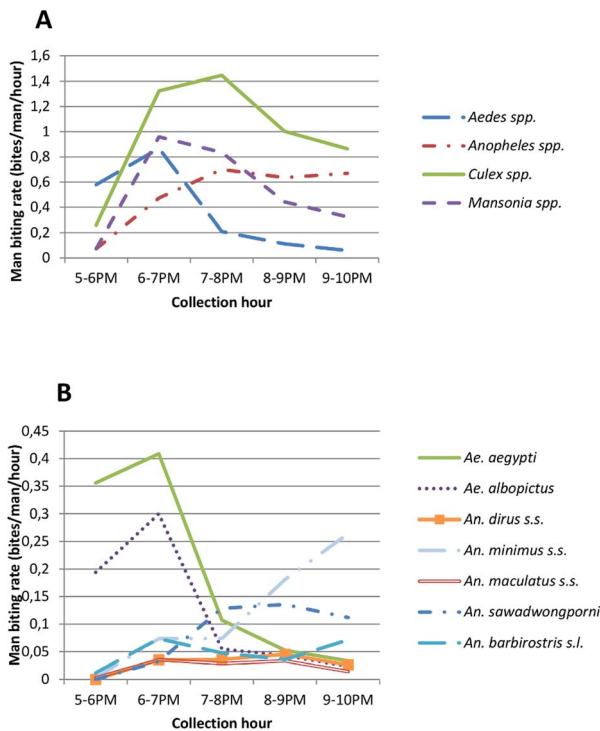 A
Man biting rate (bites/man/hour)
1,6
1,4
1,2
1
0,8
0,6
0,4
0,2
0
5-6PM 6-7PM 7-8PM 8-9PM 9-10PM
Collection hour
Aedes spp.
Anopheles spp.
Culex spp.
Mansonia spp.
B
Man biting rate (bites/man/hour)
0,45
0,4
0,35
0,3
0,25
0,2
0,15
0,1
0,05
0
5-6PM 6-7PM 7-8PM 8-9PM 9-10PM
Collection hour
Ae. aegypti
Ae. albopictus
An. dirus s.s.
An. minimus s.s.
An. maculatus s.s.
An. sawadwongporni
An. barbirostris s.l.